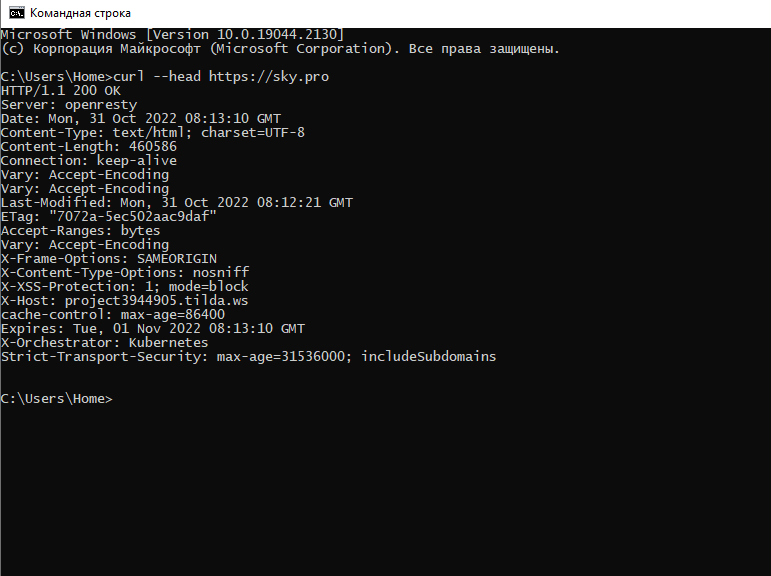 Командная строка
Microsoft Windows [Version 10.0.19044.2130]
(c) Корпорация Майкрософт (Microsoft Corporation). Все права защищены.
C:\Users\Home>curl --head https://sky.pro
HTTP/1.1 200 OK
Server: openresty
Date: Mon, 31 Oct 2022 08:13:10 GMT
Content-Type: text/html; charset=UTF-8
Content-Length: 460586
Connection: keep-alive
Vary: Accept-Encoding
Vary: Accept-Encoding
Last-Modified: Mon, 31 Oct 2022 08:12:21 GMT
ETag: "7072a-5ec502aac9daf"
Accept-Ranges: bytes
Vary: Accept-Encoding
X-Frame-Options: SAMEORIGIN
X-Content-Type-Options: nosniff
X-XSS-Protection: 1; mode=block
X-Host: project3944905.tilda.ws
cache-control: max-age=86400
Expires: Tue, 01 Nov 2022 08:13:10 GMT
X-Orchestrator: Kubernetes
Strict-Transport-Security: max-age=31536000; includeSubdomains
C:\Users\Home>